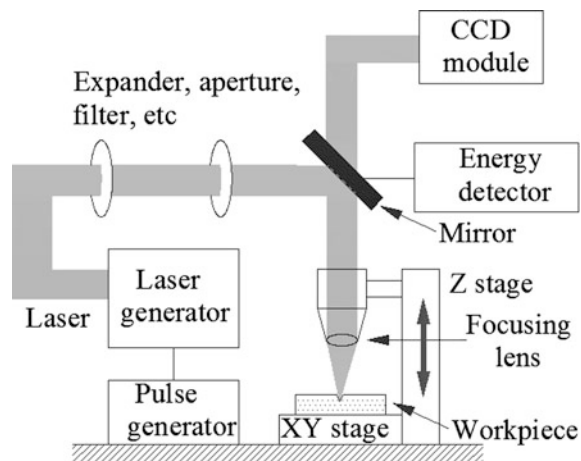 CCD
module
Expander, aperture,
filter, etc
Energy
detector
Mirror
Laser
generator
Z stage
Laser
Focusing
lens
Pulse
generator
XY stage
Workpiece